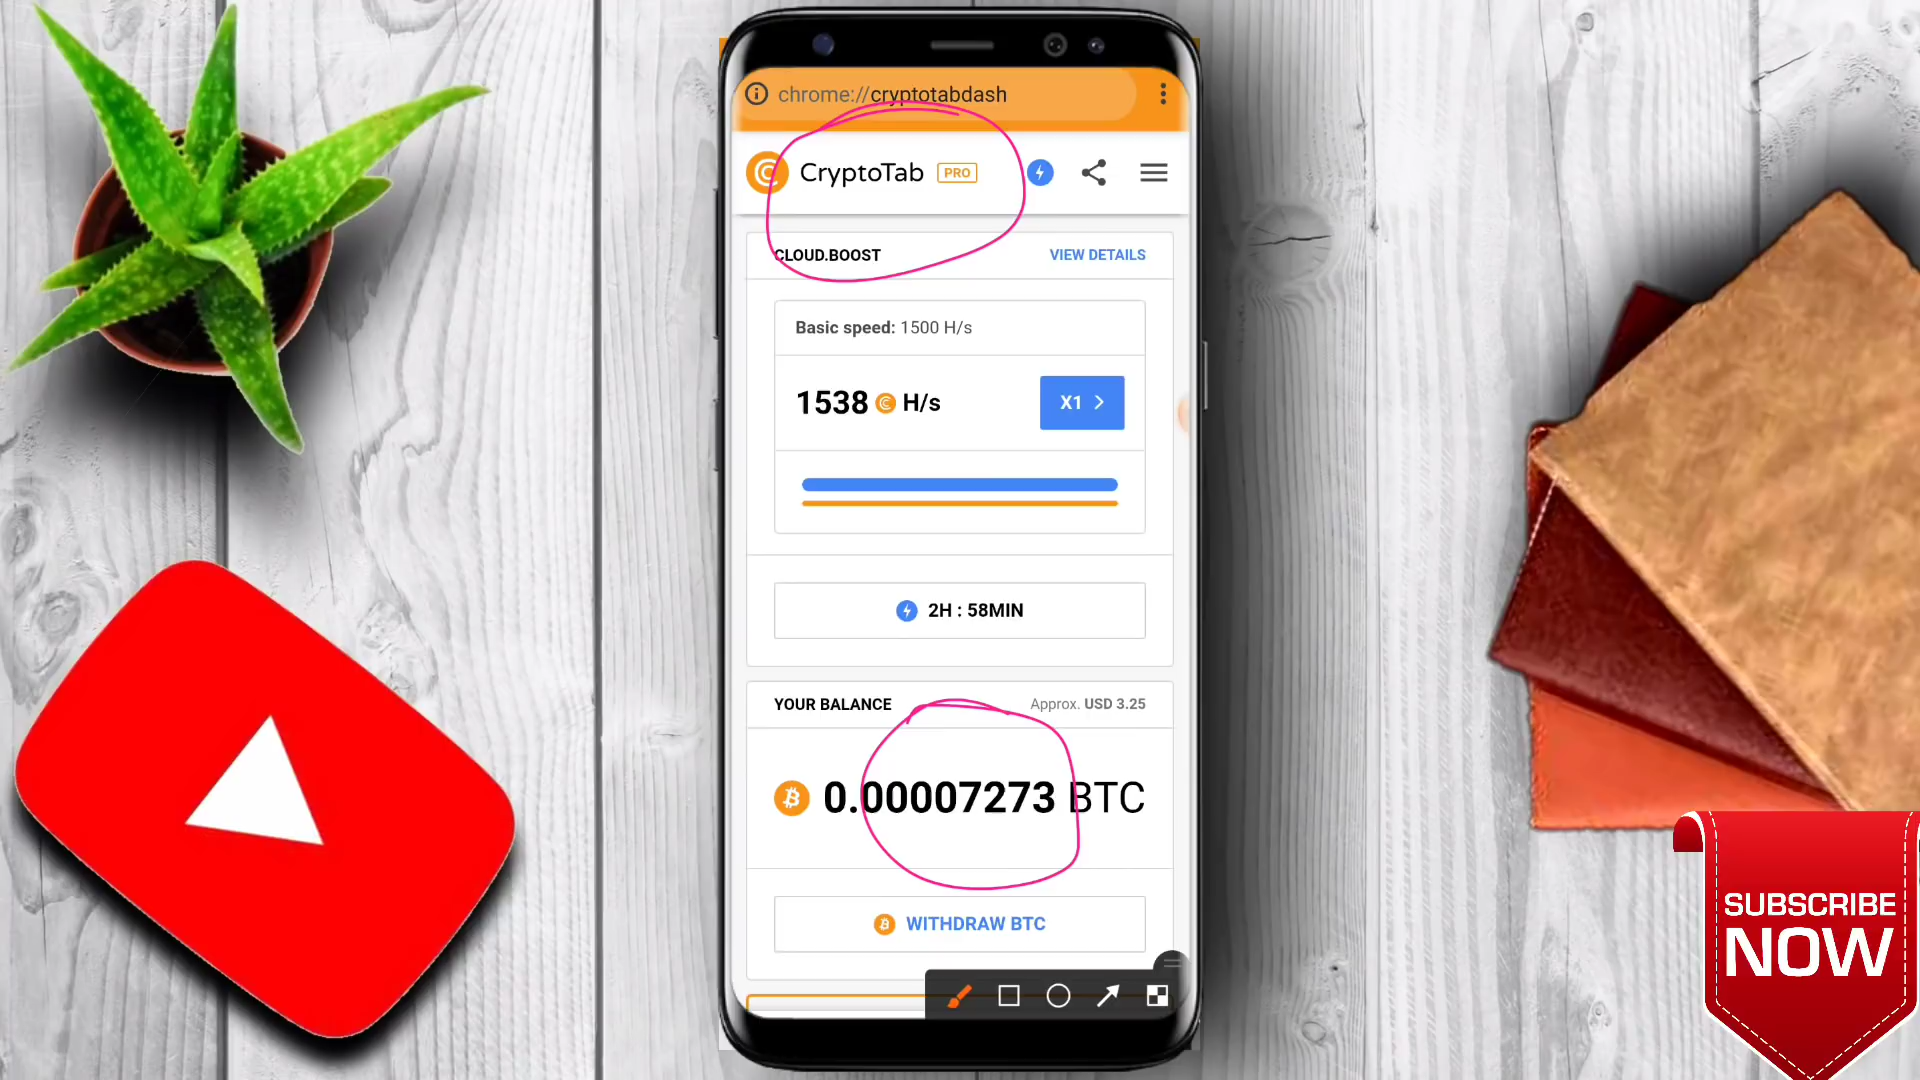 chrome://cryptotabdash
CryptoTab PRO
CLOUD.BOOST VIEW DETAILS
Basic speed: 1500 H/s
1538 H/s X1
2H : 58MIN
YOUR BALANCE Approx. USD 3.25
0.00007273 BTC
WITHDRAW BTC
SUBSCRIBE
NOW